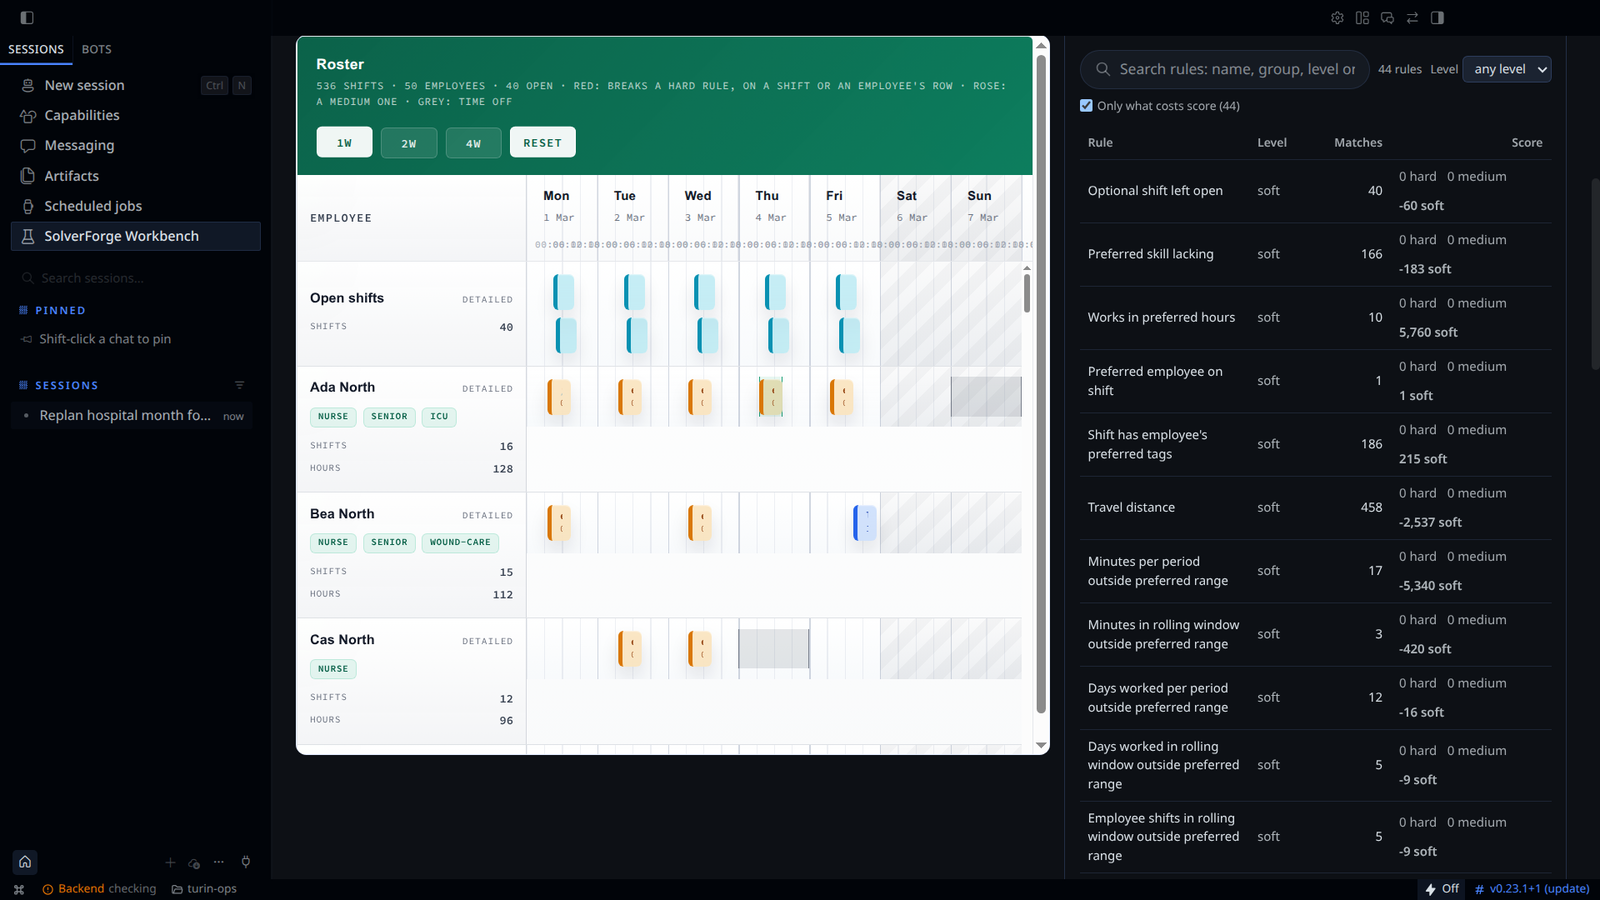 SESSIONS
BOTS
New session
Ctrl
N
Capabilities
Messaging
Artifacts
Scheduled jobs
SolverForge Workbench
Search sessions...
PINNED
Shift-click a chat to pin
SESSIONS
Replan hospital month fo...
now
Backend checking
turin-ops
Roster
536 SHIFTS · 50 EMPLOYEES · 40 OPEN · RED: BREAKS A HARD RULE, ON A SHIFT OR AN EMPLOYEE'S ROW · ROSE:
A MEDIUM ONE · GREY: TIME OFF
1W
2W
4W
RESET
EMPLOYEE
Mon
Tue
Wed
Thu
Fri
Sat
Sun
1 Mar
2 Mar
3 Mar
4 Mar
5 Mar
6 Mar
7 Mar
Open shifts
DETAILED
SHIFTS
40
Ada North
DETAILED
NURSE
SENIOR
ICU
SHIFTS
16
HOURS
128
Bea North
DETAILED
NURSE
SENIOR
WOUND-CARE
SHIFTS
15
HOURS
112
Cas North
DETAILED
NURSE
SHIFTS
12
HOURS
96
Search rules: name, group, level or
44 rules
Level
any level
Only what costs score (44)
Rule
Level
Matches
Score
Optional shift left open
soft
40
0 hard 0 medium
-60 soft
Preferred skill lacking
soft
166
0 hard 0 medium
-183 soft
Works in preferred hours
soft
10
0 hard 0 medium
5,760 soft
Preferred employee on
shift
soft
1
0 hard 0 medium
1 soft
Shift has employee's
preferred tags
soft
186
0 hard 0 medium
215 soft
Travel distance
soft
458
0 hard 0 medium
-2,537 soft
Minutes per period
outside preferred range
soft
17
0 hard 0 medium
-5,340 soft
Minutes in rolling window
outside preferred range
soft
3
0 hard 0 medium
-420 soft
Days worked per period
outside preferred range
soft
12
0 hard 0 medium
-16 soft
Days worked in rolling
window outside preferred
range
soft
5
0 hard 0 medium
-9 soft
Employee shifts in rolling
window outside preferred
range
soft
5
0 hard 0 medium
-9 soft
Off
v0.23.1+1 (update)